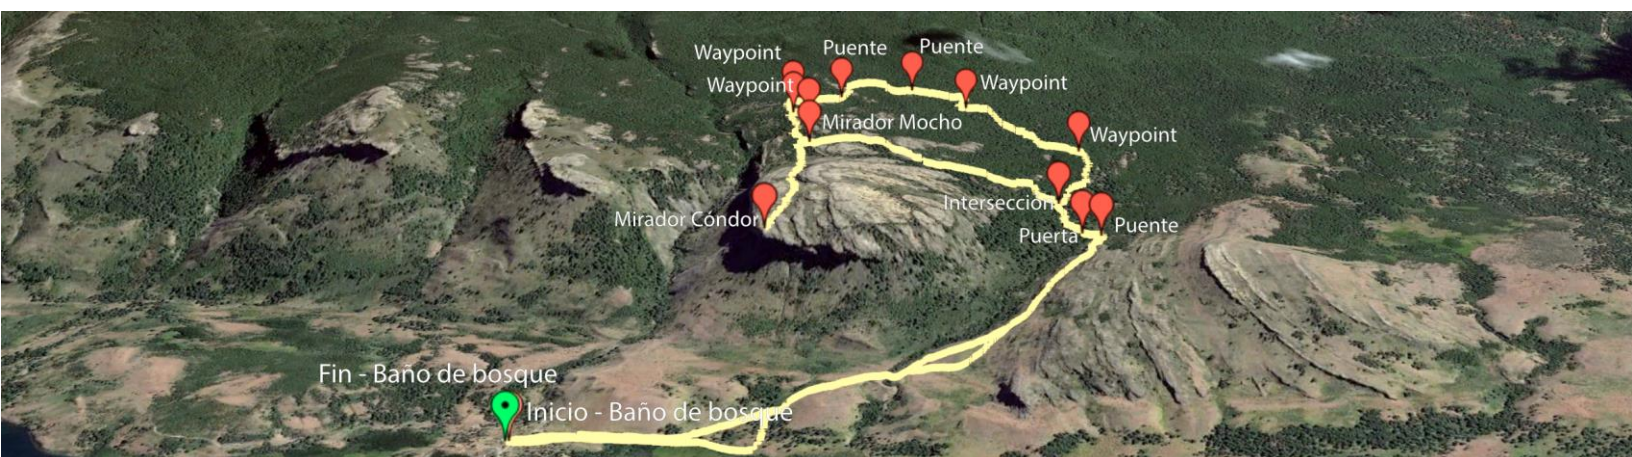 Waypoint
Puente
Puente
Waypoint
Waypoint
Mirador Mocho
Waypoint
Intersección
Mirador Cóndor
Puerta
Puente
Fin - Baño de bosque
Inicio - Baño de bosque